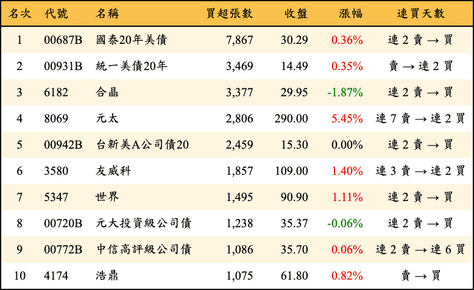 名次 代號 名稱 買超張數 收盤 漲幅 連買天數
1 00687B 國泰20年美債 7,867 30.29 0.36% 連 2 賣 → 買
2 00931B 統一美債20年 3,469 14.49 0.35% 賣 → 連 2 買
3 6182 合晶 3,377 29.95 -1.87% 連 2 賣 → 買
4 8069 元太 2,806 290.00 5.45% 連 7 賣 → 連 2 買
5 00942B 台新美A公司債20 2,459 15.30 0.00% 連 2 賣 → 買
6 3580 友威科 1,857 109.00 1.40% 連 3 賣 → 連 2 買
7 5347 世界 1,495 90.90 1.11% 連 2 賣 → 買
8 00720B 元大投資級公司債 1,238 35.37 -0.06% 連 2 賣 → 買
9 00772B 中信高評級公司債 1,086 35.70 0.06% 連 2 賣 → 連 6 買
10 4174 浩鼎 1,075 61.80 0.82% 賣 → 買